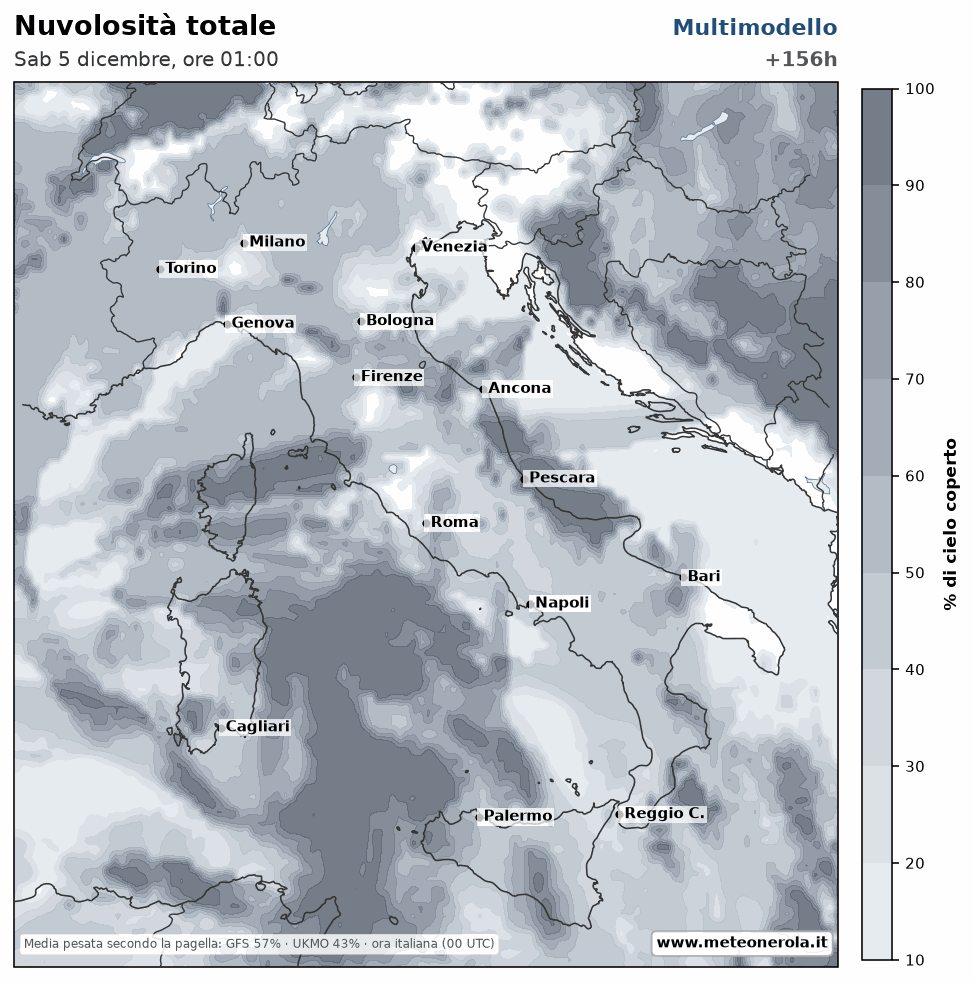 Nuvolosità totale
Multimodello
Sab 5 dicembre, ore 01:00
+156h
100
90
80
70
60
50
40
30
20
10
% di cielo coperto
Milano
Venezia
Torino
Genova
Bologna
Firenze
Ancona
Pescara
Roma
Bari
Napoli
Cagliari
Palermo
Reggio C.
Media pesata secondo la pagella: GFS 57% · UKMO 43% · ora italiana (00 UTC)
www.meteonerola.it